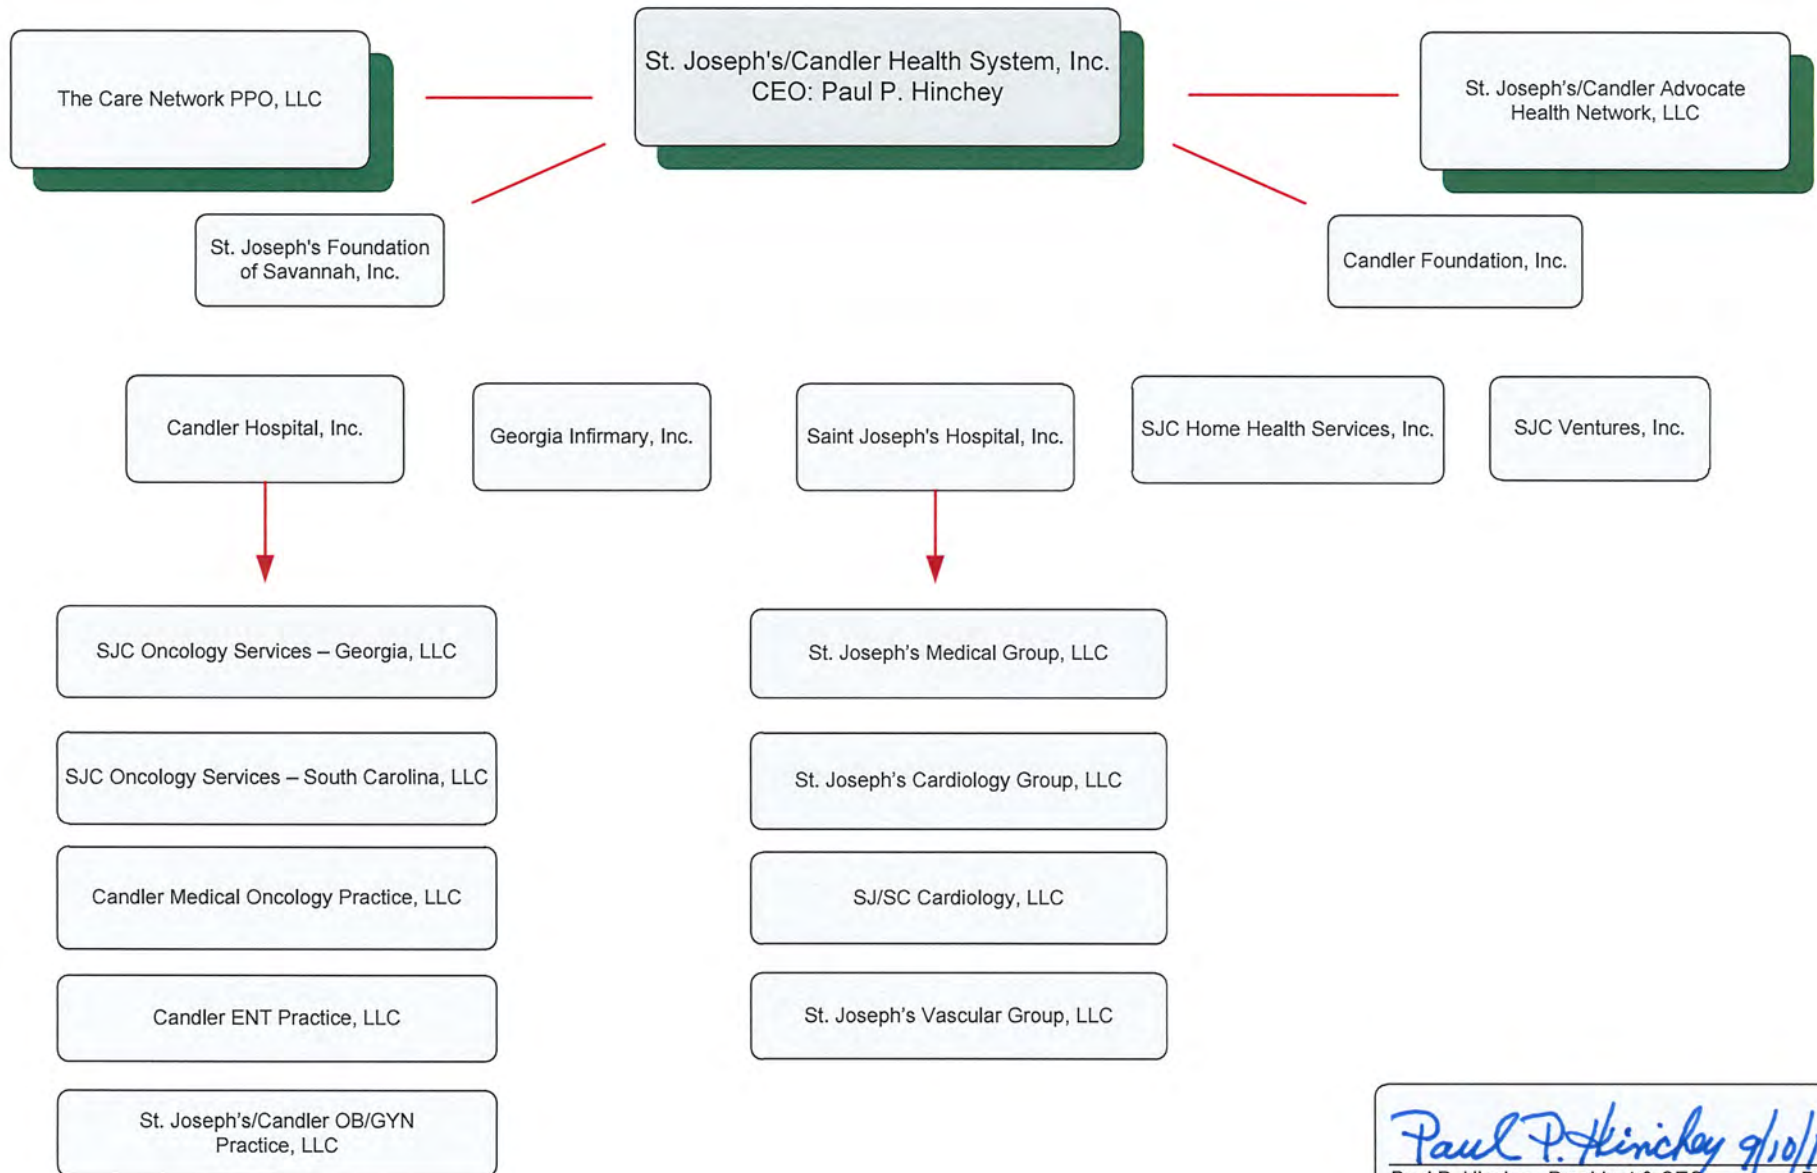 The Care Network PPO, LLC
St. Joseph's/Candler Health System, Inc.
CEO: Paul P. Hinchey
St. Joseph's/Candler Advocate
Health Network, LLC
St. Joseph's Foundation
of Savannah, Inc.
Candler Foundation, Inc.
Candler Hospital, Inc.
Georgia Infirmary, Inc.
Saint Joseph's Hospital, Inc.
SJC Home Health Services, Inc.
SJC Ventures, Inc.
SJC Oncology Services – Georgia, LLC
SJC Oncology Services – South Carolina, LLC
Candler Medical Oncology Practice, LLC
Candler ENT Practice, LLC
St. Joseph's/Candler OB/GYN
Practice, LLC
St. Joseph's Medical Group, LLC
St. Joseph's Cardiology Group, LLC
SJ/SC Cardiology, LLC
St. Joseph's Vascular Group, LLC
Paul P. Hinchey 9/10/1